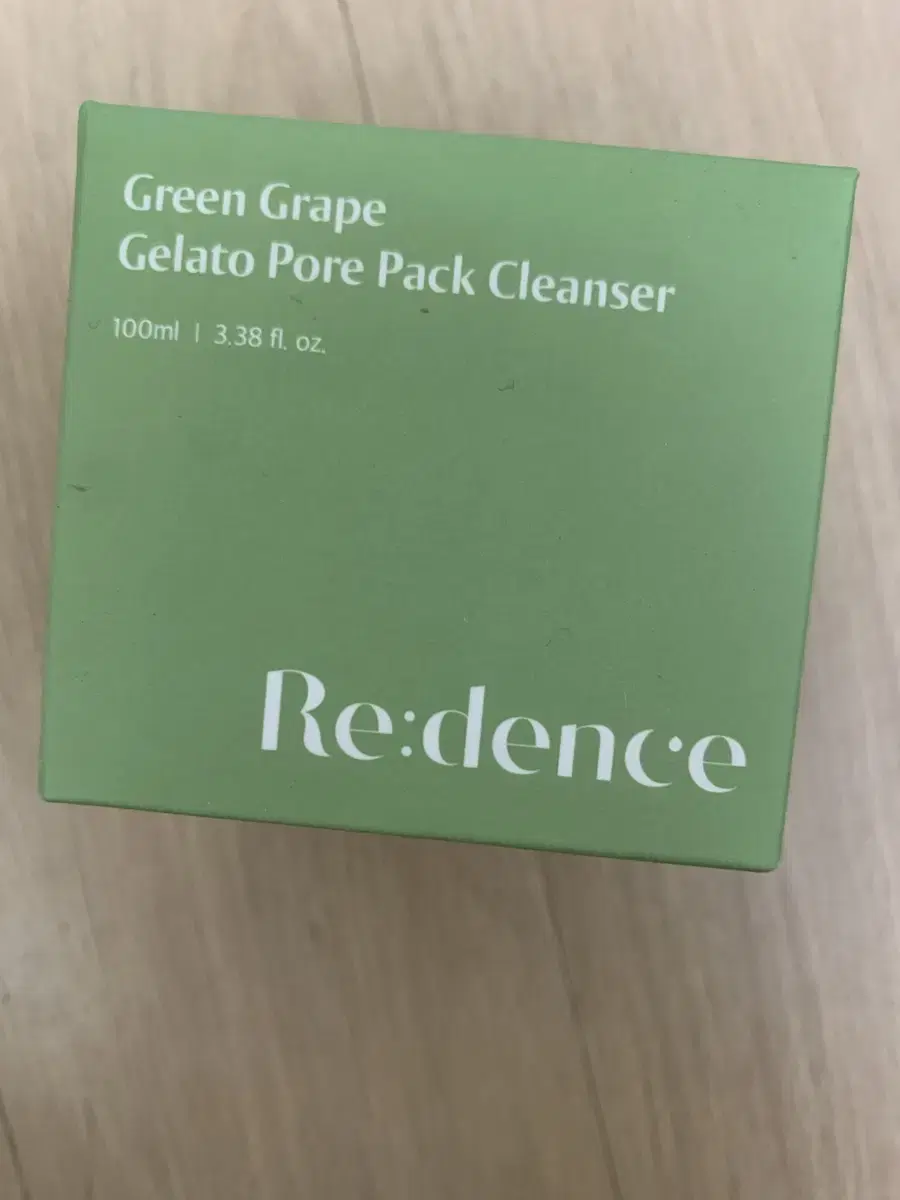 Green Grape
Gelato Pore Pack Cleanser
100ml | 3.38 fl. oz.
Re:dence